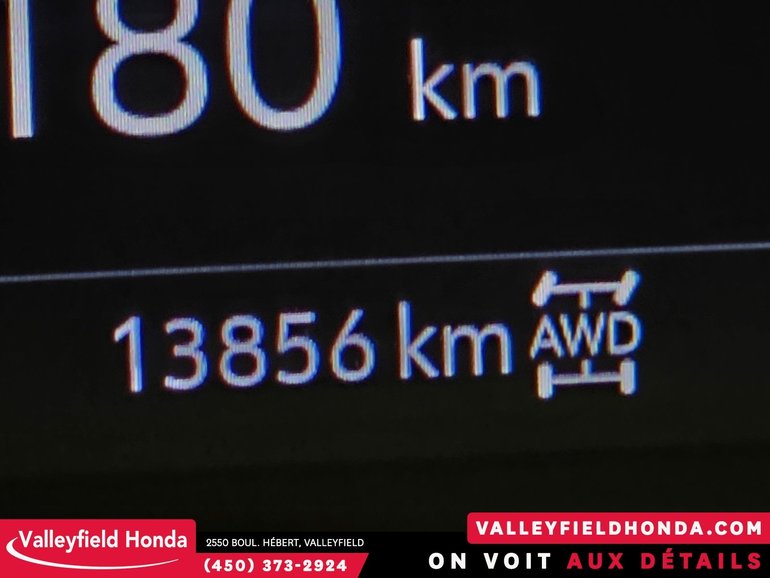 180 km
13856 km AWD
Valleyfield Honda
2550 BOUL. HÉBERT, VALLEYFIELD
(450) 373-2924
VALLEYFIELDHONDA.COM
ON VOIT AUX DÉTAILS